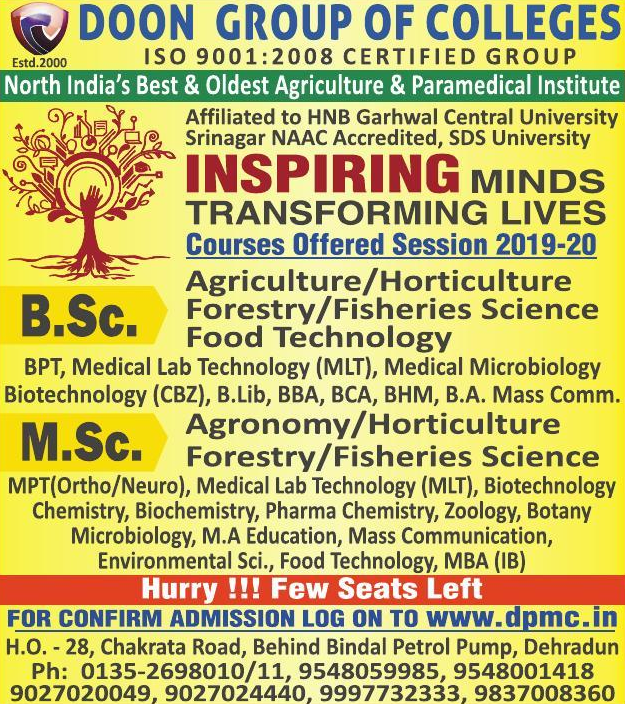 DOON GROUP OF COLLEGES
Estd.2000
ISO 9001:2008 CERTIFIED GROUP
North India's Best & Oldest Agriculture & Paramedical Institute
Affiliated to HNB Garhwal Central University
Srinagar NAAC Accredited, SDS University
INSPIRING MINDS
TRANSFORMING LIVES
Courses Offered Session 2019-20
B.Sc.
Agriculture/Horticulture
Forestry/Fisheries Science
Food Technology
BPT, Medical Lab Technology (MLT), Medical Microbiology
Biotechnology (CBZ), B.Lib, BBA, BCA, BHM, B.A. Mass Comm.
M.Sc.
Agronomy/Horticulture
Forestry/Fisheries Science
MPT(Ortho/Neuro), Medical Lab Technology (MLT), Biotechnology
Chemistry, Biochemistry, Pharma Chemistry, Zoology, Botany
Microbiology, M.A Education, Mass Communication,
Environmental Sci., Food Technology, MBA (IB)
Hurry !!! Few Seats Left
FOR CONFIRM ADMISSION LOG ON TO www.dpmc.in
H.O. - 28, Chakrata Road, Behind Bindal Petrol Pump, Dehradun
Ph: 0135-2698010/11, 9548059985, 9548001418
9027020049, 9027024440, 9997732333, 9837008360